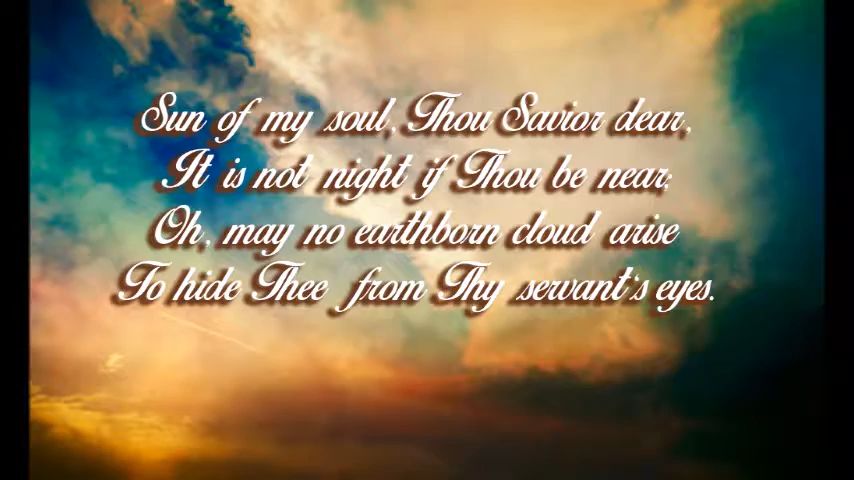 Sun of my soul, Thou Savior dear,
It is not night if Thou be near;
Oh, may no earthborn cloud arise
To hide Thee from Thy servant's eyes.